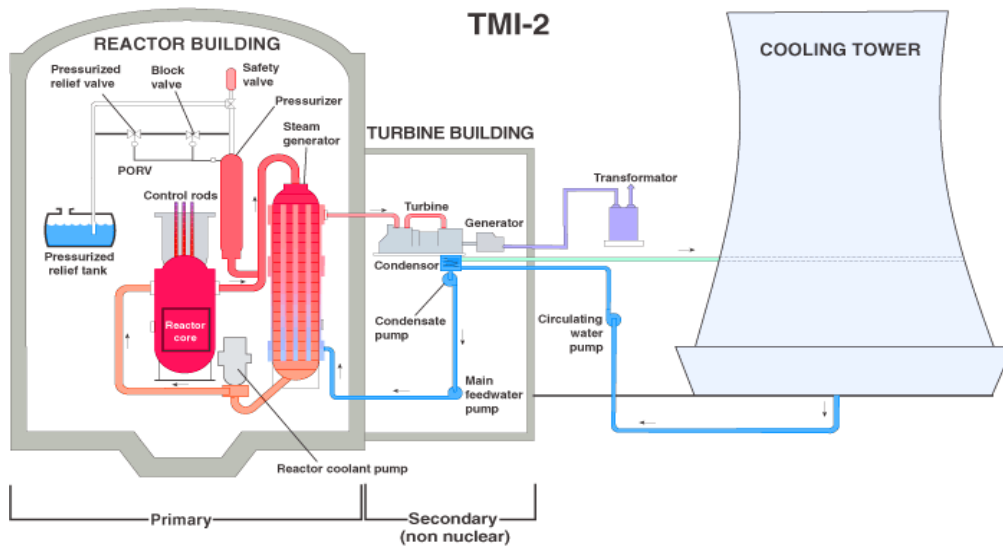 TMI-2
REACTOR BUILDING
COOLING TOWER
Pressurized
relief valve
Block
valve
Safety
valve
Pressurizer
Steam
generator
TURBINE BUILDING
PORV
Control rods
Transformator
Turbine
Generator
Pressurized
relief tank
Condensor
Reactor
core
Condensate
pump
Circulating
water
pump
Main
feedwater
pump
Reactor coolant pump
Primary
Secondary
(non nuclear)